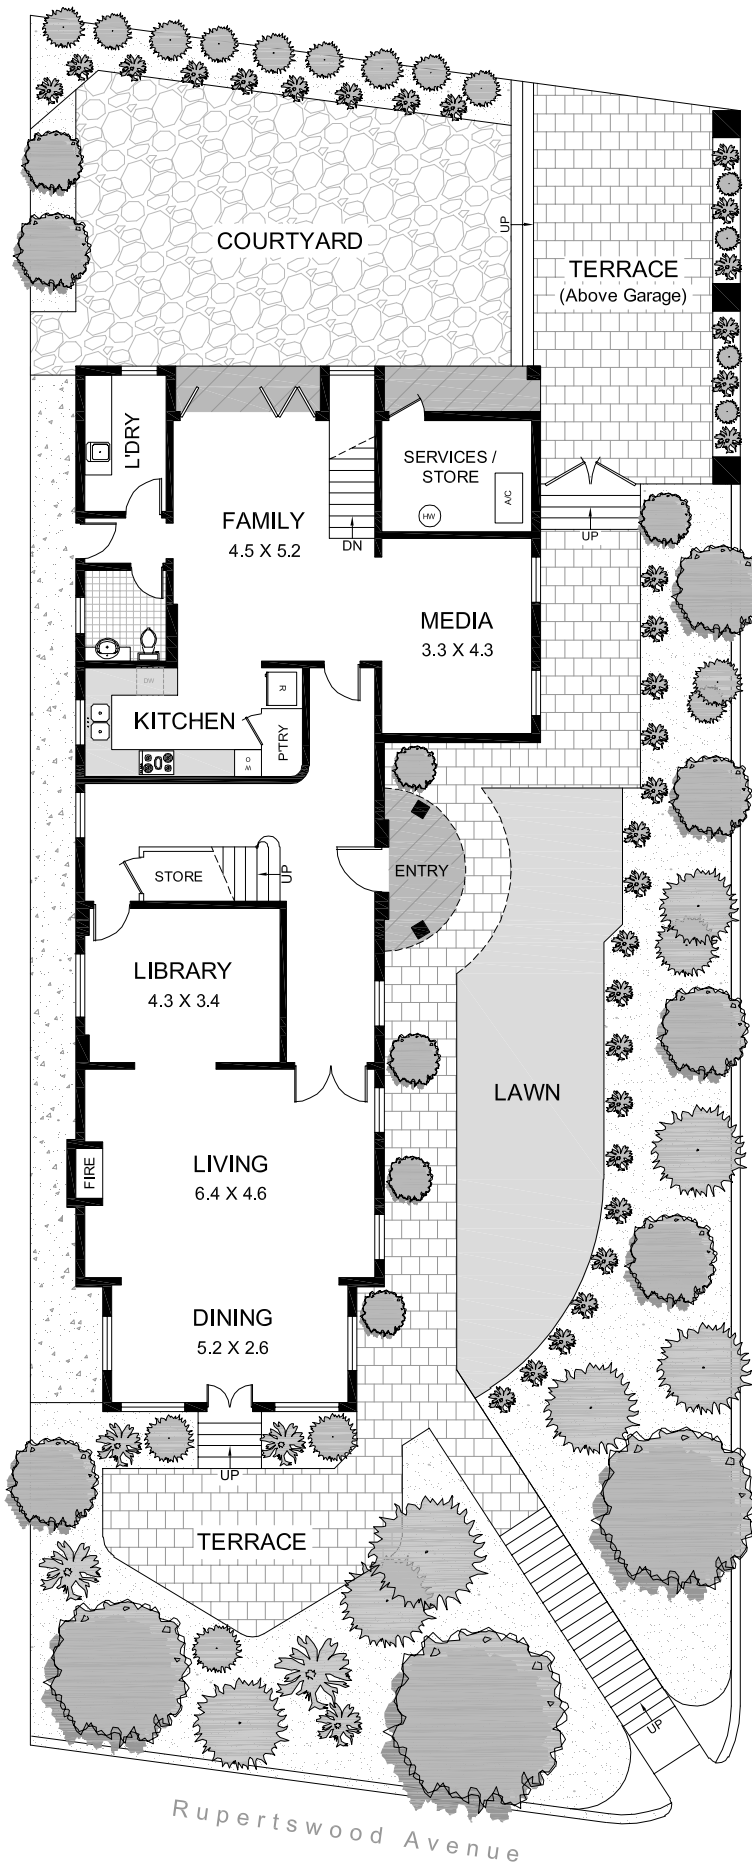 COURTYARD
UP
TERRACE
(Above Garage)
L'DRY
SERVICES /
STORE
A/C
HW
FAMILY
4.5 X 5.2
DN
UP
MEDIA
3.3 X 4.3
DW
R
KITCHEN
P'TRY
O
W
ENTRY
STORE
UP
LIBRARY
4.3 X 3.4
LAWN
FIRE
LIVING
6.4 X 4.6
DINING
5.2 X 2.6
UP
TERRACE
UP
Rupertswood Avenue